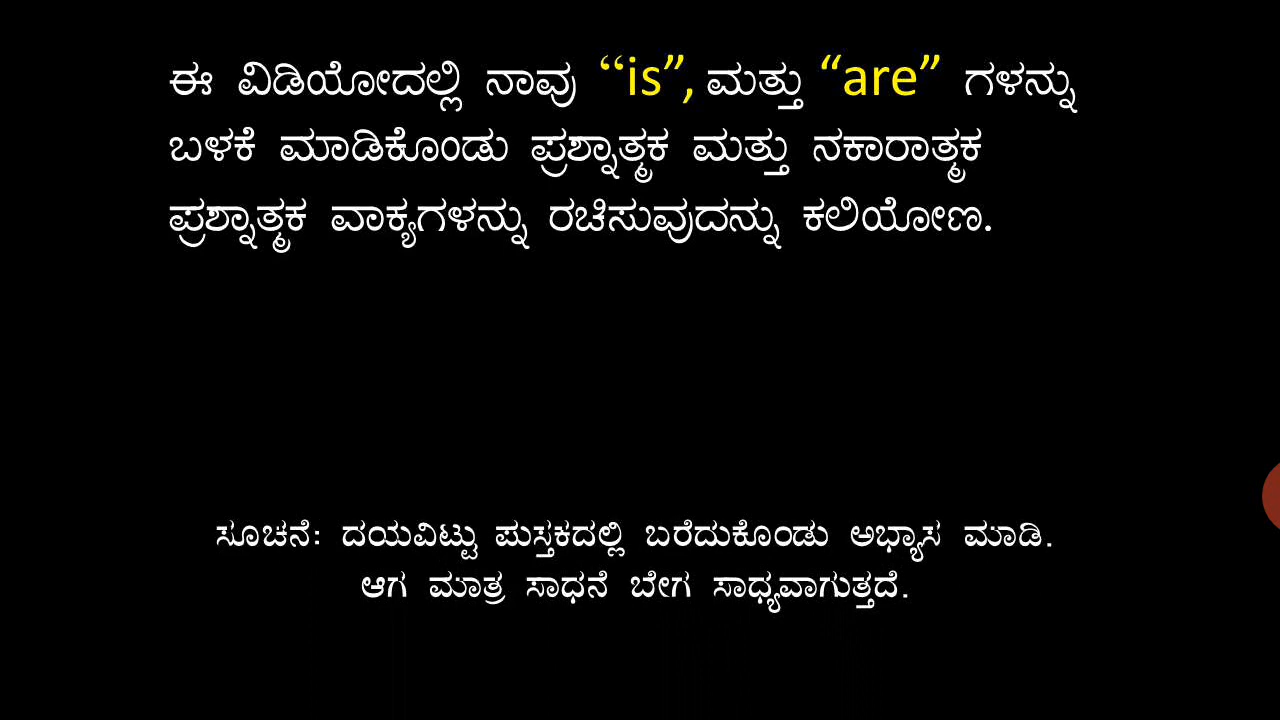 ಈ ವಿಡಿಯೋದಲ್ಲಿ ನಾವು “is”, ಮತ್ತು “are” ಗಳನ್ನು
ಬಳಕೆ ಮಾಡಿಕೊಂಡು ಪ್ರಶ್ನಾತ್ಮಕ ಮತ್ತು ನಕಾರಾತ್ಮಕ
ಪ್ರಶ್ನಾತ್ಮಕ ವಾಕ್ಯಗಳನ್ನು ರಚಿಸುವುದನ್ನು ಕಲಿಯೋಣ.
ಸೂಚನೆ: ದಯವಿಟ್ಟು ಪುಸ್ತಕದಲ್ಲಿ ಬರೆದುಕೊಂಡು ಅಭ್ಯಾಸ ಮಾಡಿ.
ಆಗ ಮಾತ್ರ ಸಾಧನೆ ಬೇಗ ಸಾಧ್ಯವಾಗುತ್ತದೆ.